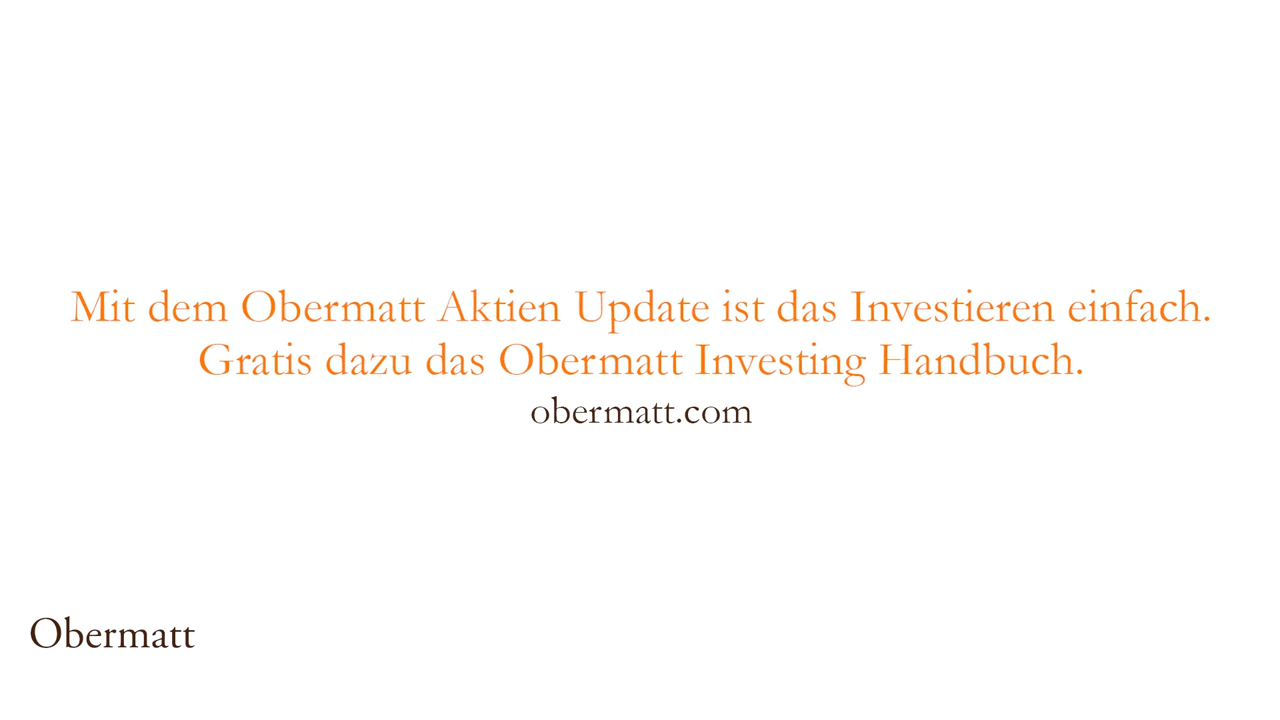 Mit dem Obermatt Aktien Update ist das Investieren einfach.
Gratis dazu das Obermatt Investing Handbuch.
obermatt.com
Obermatt